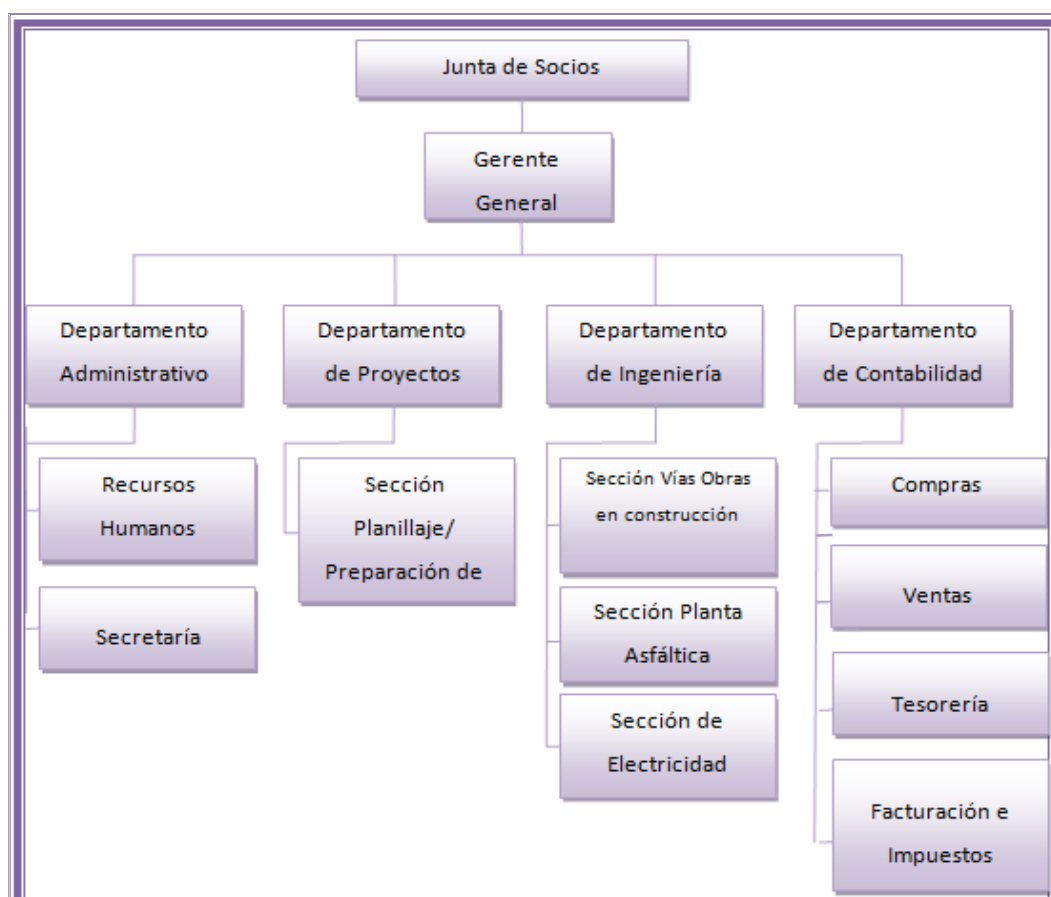 Junta de Socios
Gerente
General
Departamento
Administrativo
Departamento
de Proyectos
Departamento
de Ingeniería
Departamento
de Contabilidad
Recursos
Humanos
Secretaría
Sección
Planillaje/
Preparación de
Sección Vías Obras
en construcción
Sección Planta
Asfáltica
Sección de
Electricidad
Compras
Ventas
Tesorería
Facturación e
Impuestos